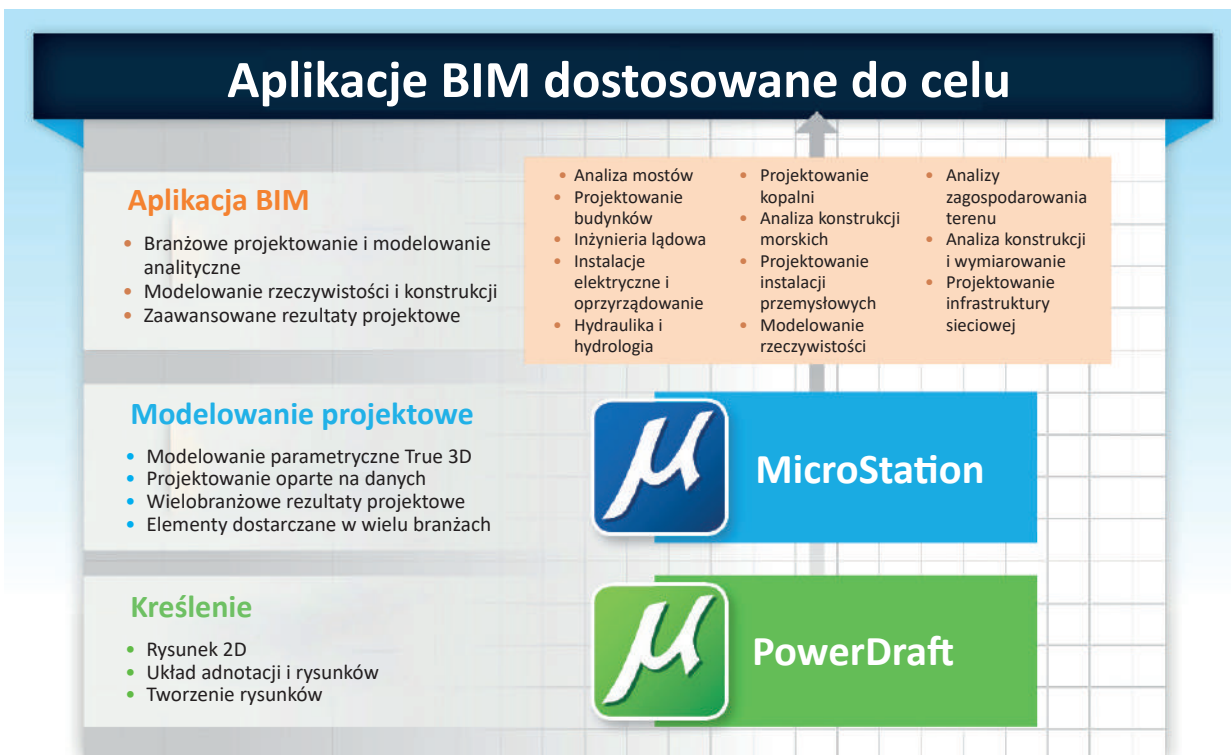 Aplikacje BIM dostosowane do celu
Aplikacja BIM
• Branżowe projektowanie i modelowanie
analityczne
• Modelowanie rzeczywistości i konstrukcji
• Zaawansowane rezultaty projektowe
• Analiza mostów
• Projektowanie
budynków
• Inżynieria lądowa
• Instalacje
elektryczne i
oprzyrządowanie
• Hydraulika i
hydrologia
• Projektowanie
kopalni
• Analiza konstrukcji
morskich
• Projektowanie
instalacji
przemysłowych
• Modelowanie
rzeczywistości
• Analizy
zagospodarowania
terenu
• Analiza konstrukcji
i wymiarowanie
• Projektowanie
infrastruktury
sieciowej
Modelowanie projektowe
• Modelowanie parametryczne True 3D
• Projektowanie oparte na danych
• Wielobranżowe rezultaty projektowe
• Elementy dostarczane w wielu branżach
μ
MicroStation
Kreślenie
• Rysunek 2D
• Układ adnotacji i rysunków
• Tworzenie rysunków
μ
PowerDraft